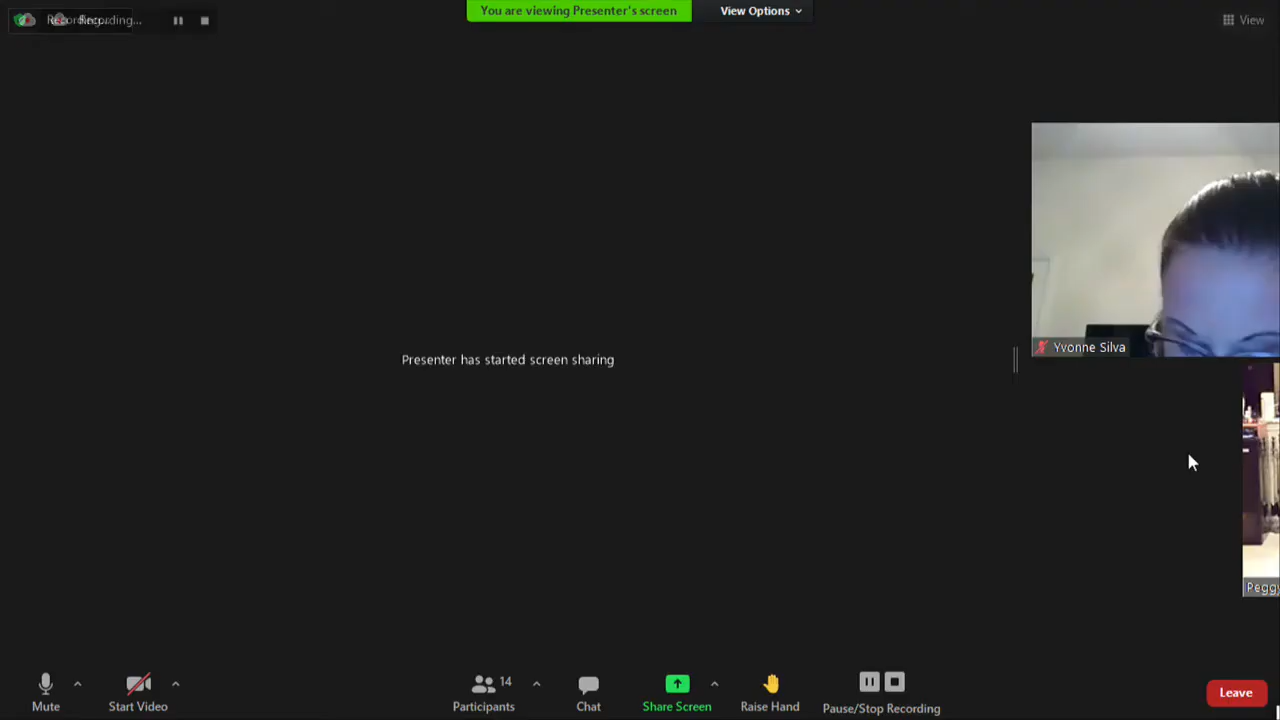 Recording...
You are viewing Presenter's screen
View Options
View
Presenter has started screen sharing
Yvonne Silva
Peggy
Mute
Start Video
14
Participants
Chat
Share Screen
Raise Hand
Pause/Stop Recording
Leave